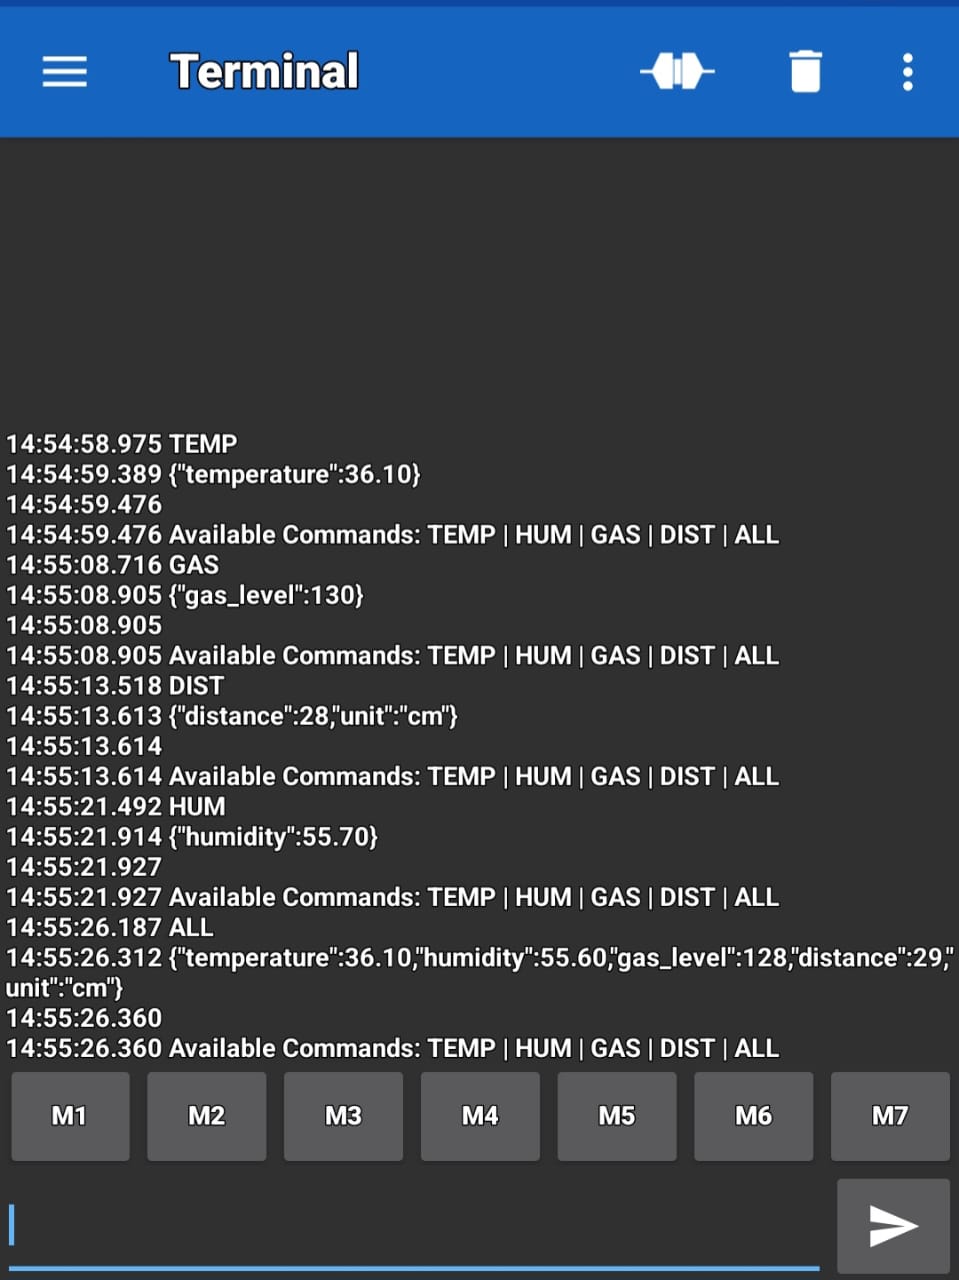 Terminal
14:54:58.975 TEMP
14:54:59.389 {"temperature":36.10}
14:54:59.476
14:54:59.476 Available Commands: TEMP | HUM | GAS | DIST | ALL
14:55:08.716 GAS
14:55:08.905 {"gas_level":130}
14:55:08.905
14:55:08.905 Available Commands: TEMP | HUM | GAS | DIST | ALL
14:55:13.518 DIST
14:55:13.613 {"distance":28,"unit":"cm"}
14:55:13.614
14:55:13.614 Available Commands: TEMP | HUM | GAS | DIST | ALL
14:55:21.492 HUM
14:55:21.914 {"humidity":55.70}
14:55:21.927
14:55:21.927 Available Commands: TEMP | HUM | GAS | DIST | ALL
14:55:26.187 ALL
14:55:26.312 {"temperature":36.10,"humidity":55.60,"gas_level":128,"distance":29,"
unit":"cm"}
14:55:26.360
14:55:26.360 Available Commands: TEMP | HUM | GAS | DIST | ALL
M1 M2 M3 M4 M5 M6 M7